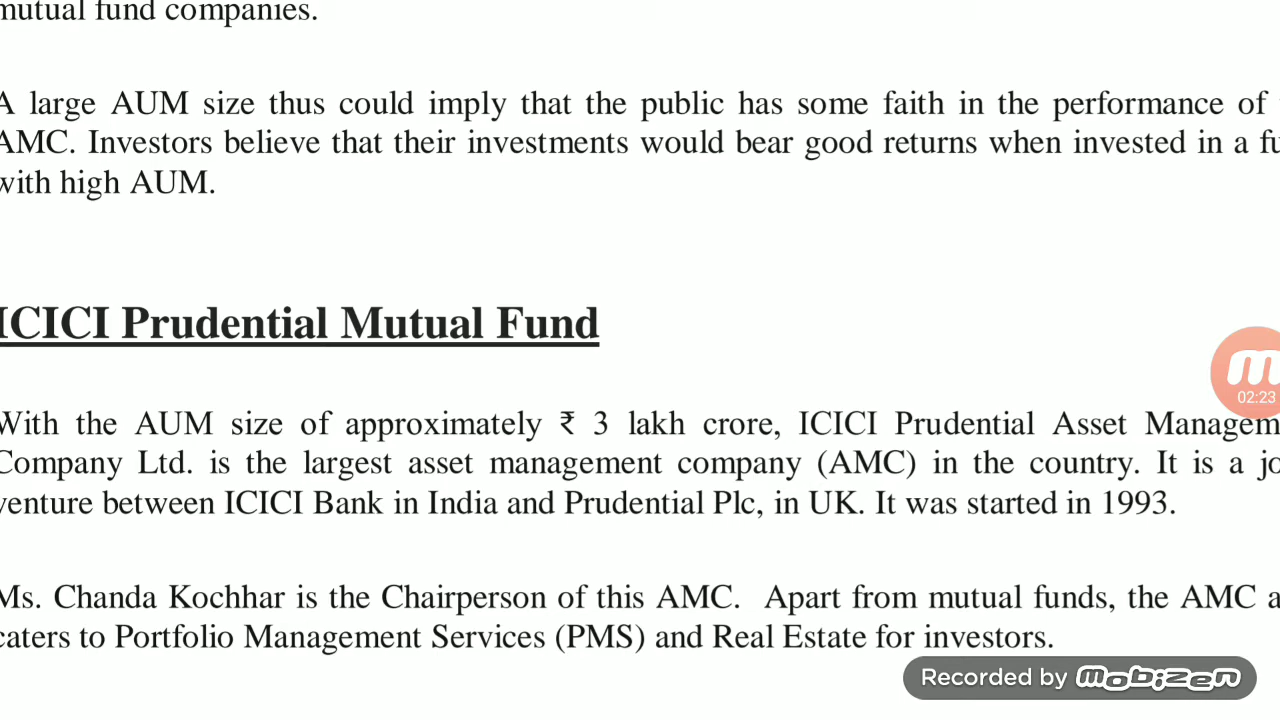 mutual fund companies.
A large AUM size thus could imply that the public has some faith in the performance of
AMC. Investors believe that their investments would bear good returns when invested in a fu
with high AUM.
ICICI Prudential Mutual Fund
With the AUM size of approximately ₹ 3 lakh crore, ICICI Prudential Asset Managem
Company Ltd. is the largest asset management company (AMC) in the country. It is a jo
venture between ICICI Bank in India and Prudential Plc, in UK. It was started in 1993.
Ms. Chanda Kochhar is the Chairperson of this AMC. Apart from mutual funds, the AMC a
caters to Portfolio Management Services (PMS) and Real Estate for investors.
02:23
Recorded by mobizen